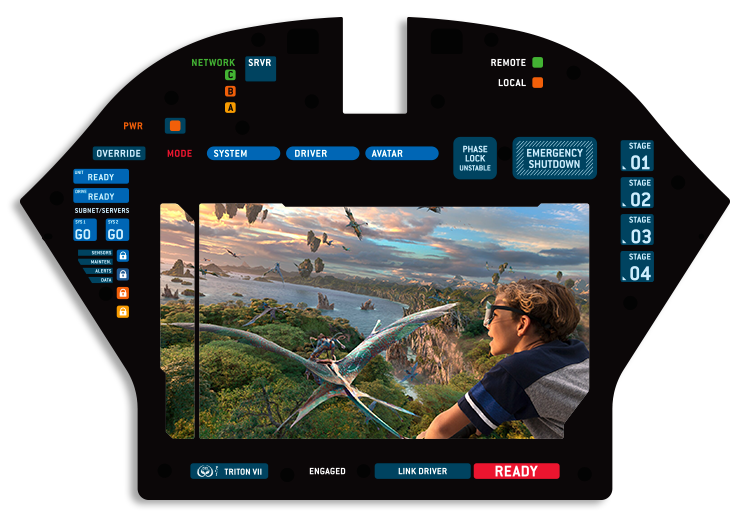 NETWORK
SRVR
C
B
A
REMOTE
LOCAL
PWR
OVERRIDE
MODE
SYSTEM
DRIVER
AVATAR
PHASE
LOCK
UNSTABLE
EMERGENCY
SHUTDOWN
STAGE
01
STAGE
02
STAGE
03
STAGE
04
UNIT
READY
DRIVE
READY
SUBNET/SERVERS
SYS 1
GO
SYS 2
GO
SENSORS
MAINTEN.
ALERTS
DATA
TRITON VII
ENGAGED
LINK DRIVER
READY